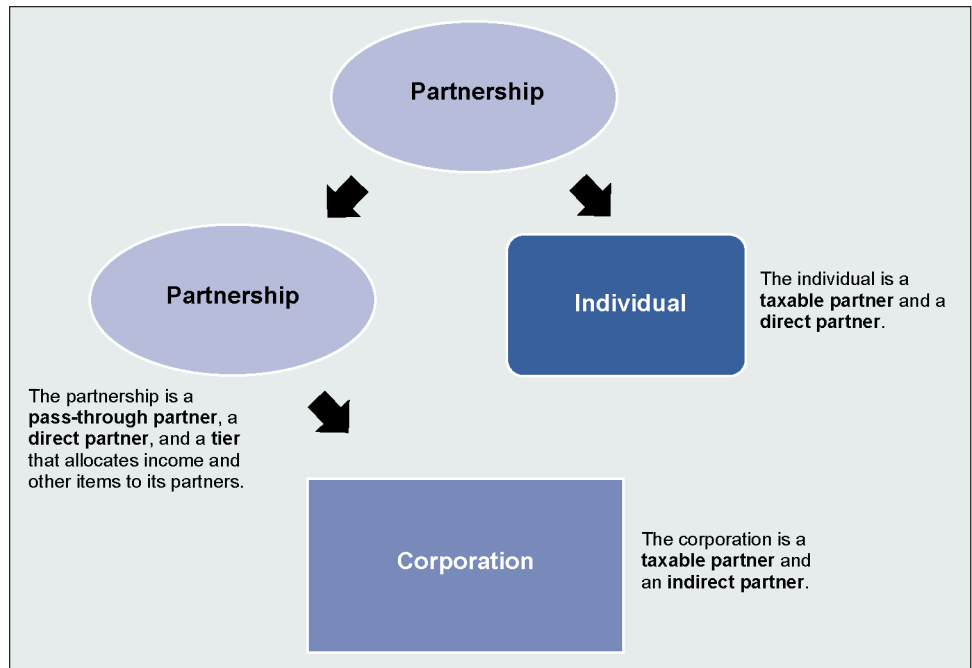 Partnership
Partnership
Individual
The individual is a
taxable partner and a
direct partner.
The partnership is a
pass-through partner, a
direct partner, and a tier
that allocates income and
other items to its partners.
Corporation
The corporation is a
taxable partner and
an indirect partner.